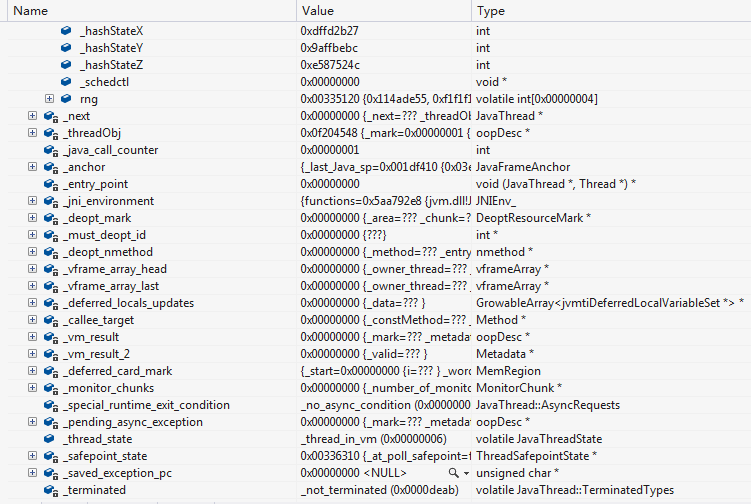 Name Value Type
_hashStateX 0xdffd2b27 int
_hashStateY 0x9affbebc int
_hashStateZ 0xe587524c int
_schedctl 0x00000000 void *
rng 0x00335120 {0x114ade55, 0xf1f1f1 volatile int[0x00000004]
_next 0x00000000 {_next=??? _threadOb JavaThread *
_threadObj 0x0f204548 {_mark=0x00000001 { oopDesc *
_java_call_counter 0x00000001 int
_anchor {_last_Java_sp=0x001df410 {0x03e JavaFrameAnchor
_entry_point 0x00000000 void (JavaThread *, Thread *) *
_jni_environment {functions=0x5aa792e8 {jvm.dll!J JNIEnv_
_deopt_mark 0x00000000 {_area=??? _chunk=? DeoptResourceMark *
_must_deopt_id 0x00000000 {???} int *
_deopt_nmethod 0x00000000 {_method=??? _entry nmethod *
_vframe_array_head 0x00000000 {_owner_thread=??? _ vframeArray *
_vframe_array_last 0x00000000 {_owner_thread=??? _ vframeArray *
_deferred_locals_updates 0x00000000 {_data=??? } GrowableArray<jvmtiDeferredLocalVariableSet *> *
_callee_target 0x00000000 {_constMethod=??? _ Method *
_vm_result 0x00000000 {_mark=??? _metadat oopDesc *
_vm_result_2 0x00000000 {_valid=??? } Metadata *
_deferred_card_mark {_start=0x00000000 {i=??? } _word MemRegion
_monitor_chunks 0x00000000 {_number_of_monito MonitorChunk *
_special_runtime_exit_condition _no_async_condition (0x0000000 JavaThread::AsyncRequests
_pending_async_exception 0x00000000 {_mark=??? _metadat oopDesc *
_thread_state _thread_in_vm (0x00000006) volatile JavaThreadState
_safepoint_state 0x00336310 {_at_poll_safepoint=f ThreadSafepointState *
_saved_exception_pc 0x00000000 <NULL> unsigned char *
_terminated _not_terminated (0x0000deab) volatile JavaThread::TerminatedTypes